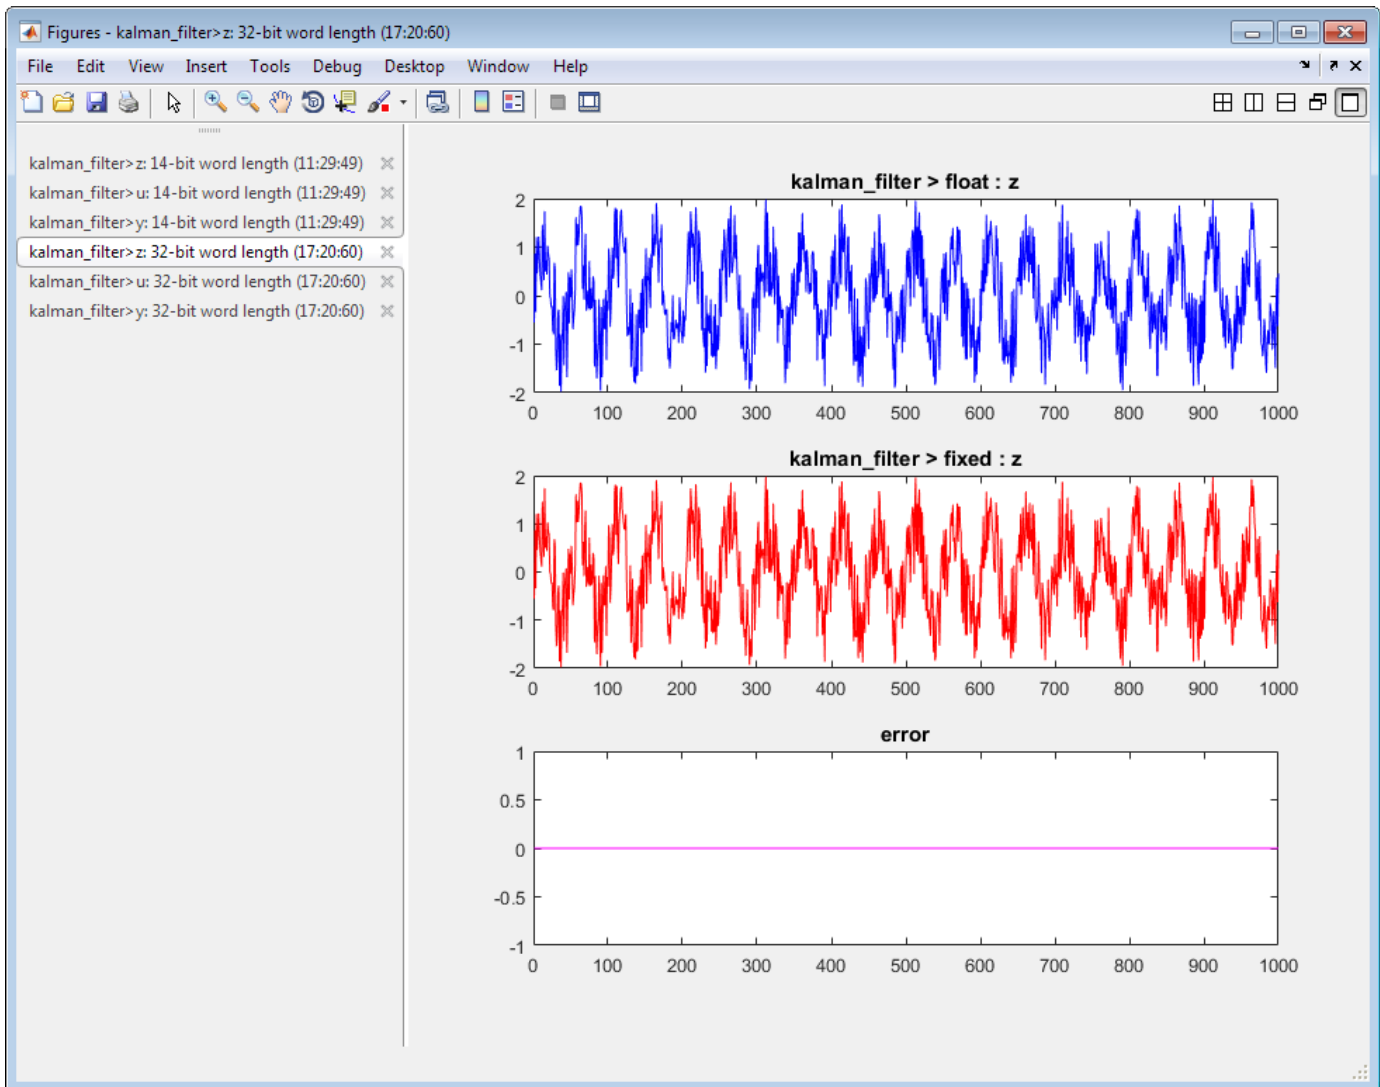 Figures - kalman_filter>z: 32-bit word length (17:20:60)
File Edit View Insert Tools Debug Desktop Window Help
kalman_filter>z: 14-bit word length (11:29:49)
kalman_filter>u: 14-bit word length (11:29:49)
kalman_filter>y: 14-bit word length (11:29:49)
kalman_filter>z: 32-bit word length (17:20:60)
kalman_filter>u: 32-bit word length (17:20:60)
kalman_filter>y: 32-bit word length (17:20:60)
kalman_filter > float : z
2
1
0
-1
-2
0 100 200 300 400 500 600 700 800 900 1000
kalman_filter > fixed : z
2
1
0
-1
-2
0 100 200 300 400 500 600 700 800 900 1000
error
1
0.5
0
-0.5
-1
0 100 200 300 400 500 600 700 800 900 1000